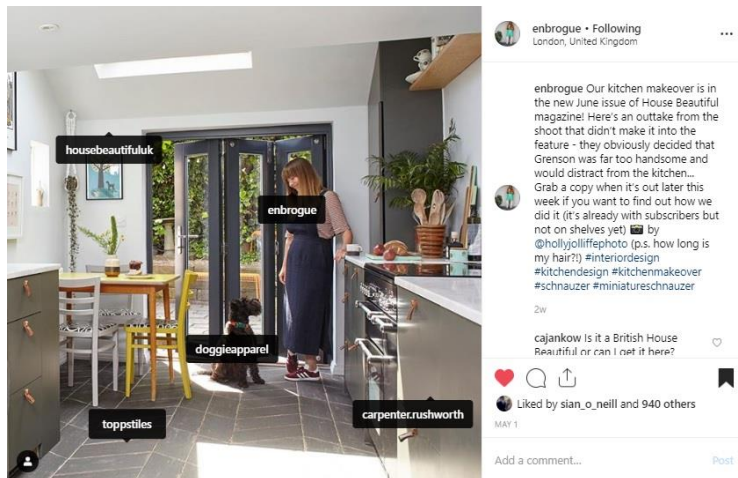 housebeautifuluk
enbrogue
doggieapparel
carpenter.rushworth
toppstiles
enbrogue • Following
London, United Kingdom
enbrogue Our kitchen makeover is in
the new June issue of House Beautiful
magazine! Here's an outtake from the
shoot that didn't make it into the
feature - they obviously decided that
Grenson was far too handsome and
would distract from the kitchen...
Grab a copy when it's out later this
week if you want to find out how we
did it (it's already with subscribers but
not on shelves yet) 📸 by
@hollyjolliffephoto (p.s. how long is
my hair?!) #interiordesign
#kitchendesign #kitchenmakeover
#schnauzer #miniatureschnauzer
2w
cajankow Is it a British House
Beautiful or can I get it here?
Liked by sian_o_neill and 940 others
MAY 1
Add a comment...
Post